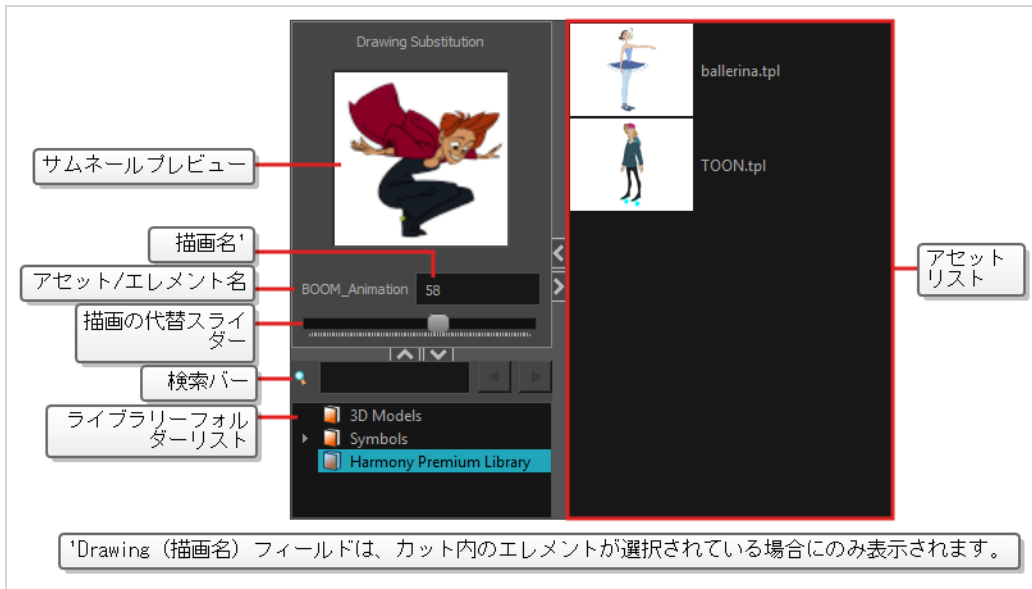 Drawing Substitution
ballerina.tpl
サムネールプレビュー
TOON.tpl
描画名¹
アセット/エレメント名
BOOM_Animation 58
アセット
リスト
描画の代替スライ
ダー
検索バー
ライブラリーフォル
ダーリスト
3D Models
Symbols
Harmony Premium Library
¹Drawing（描画名）フィールドは、カット内のエレメントが選択されている場合にのみ表示されます。